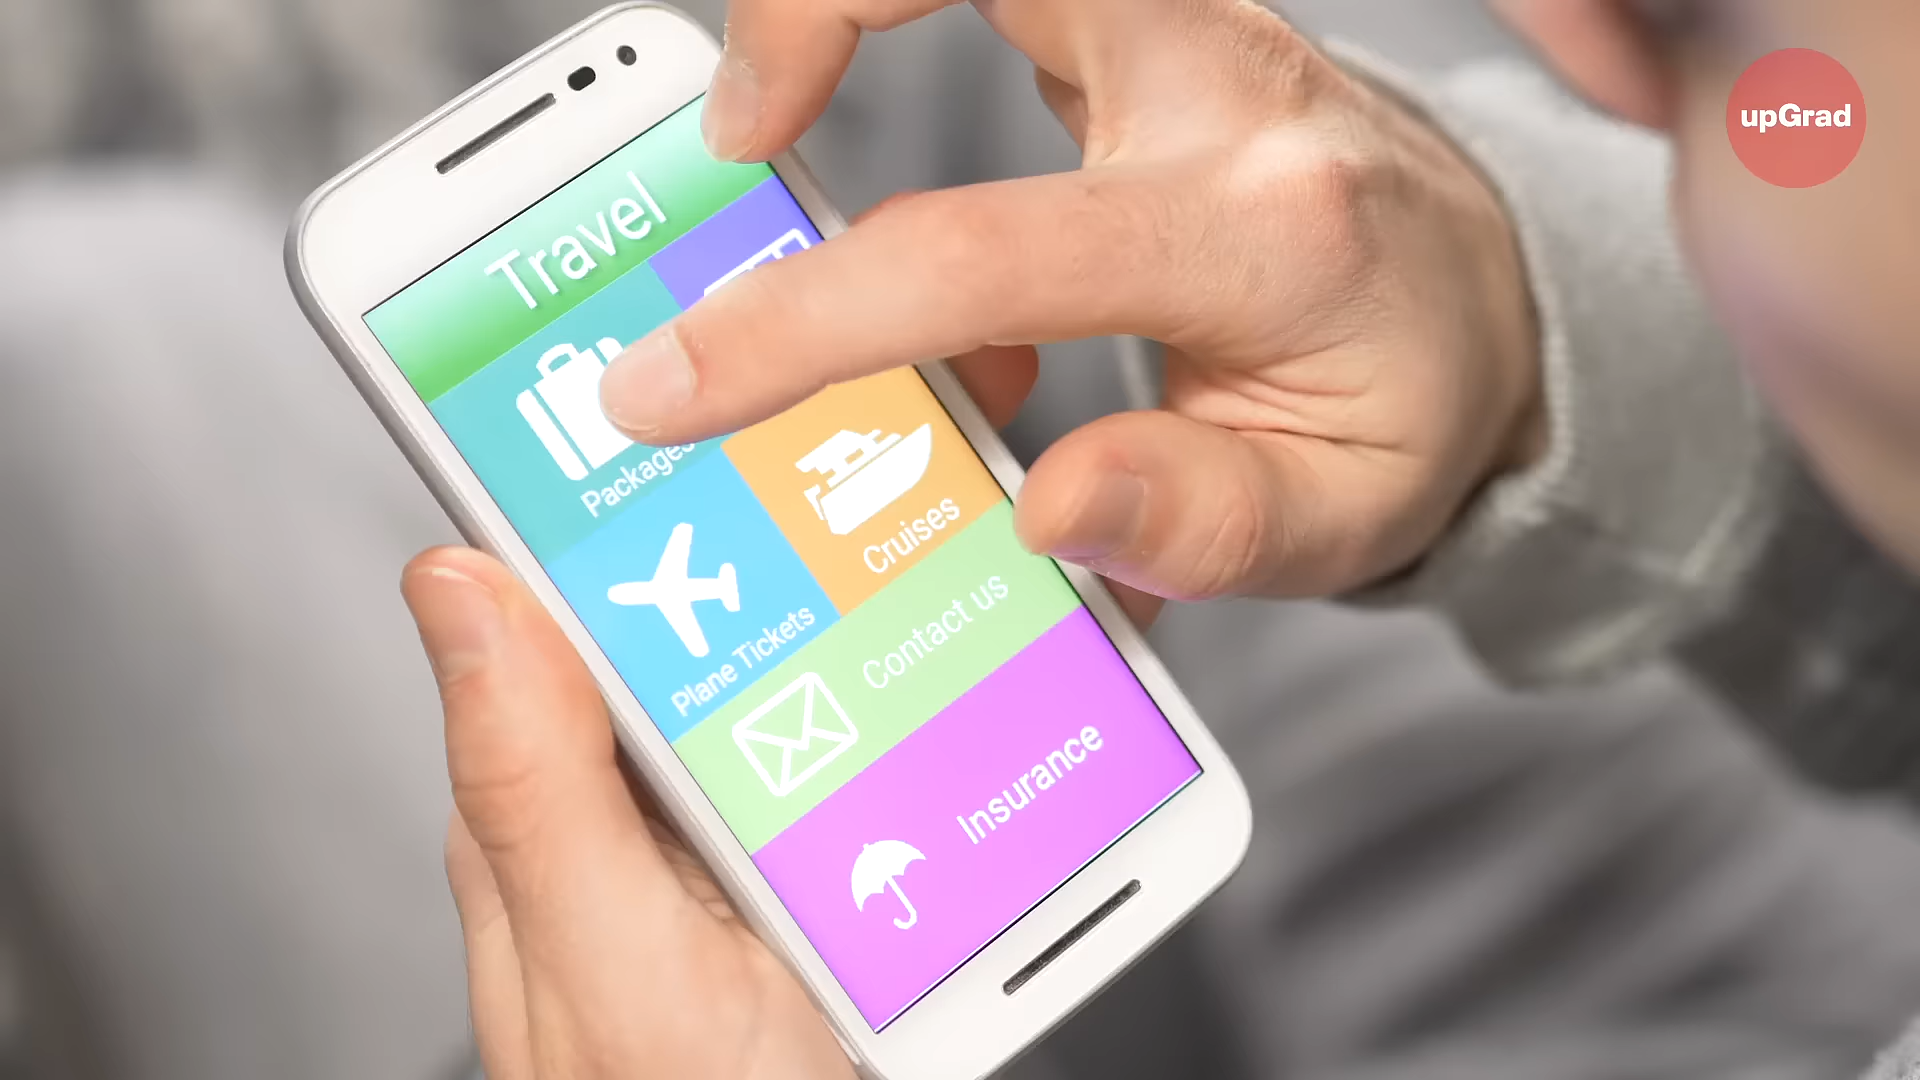 upGrad
Travel
Packages
Cruises
Plane Tickets
Contact us
Insurance